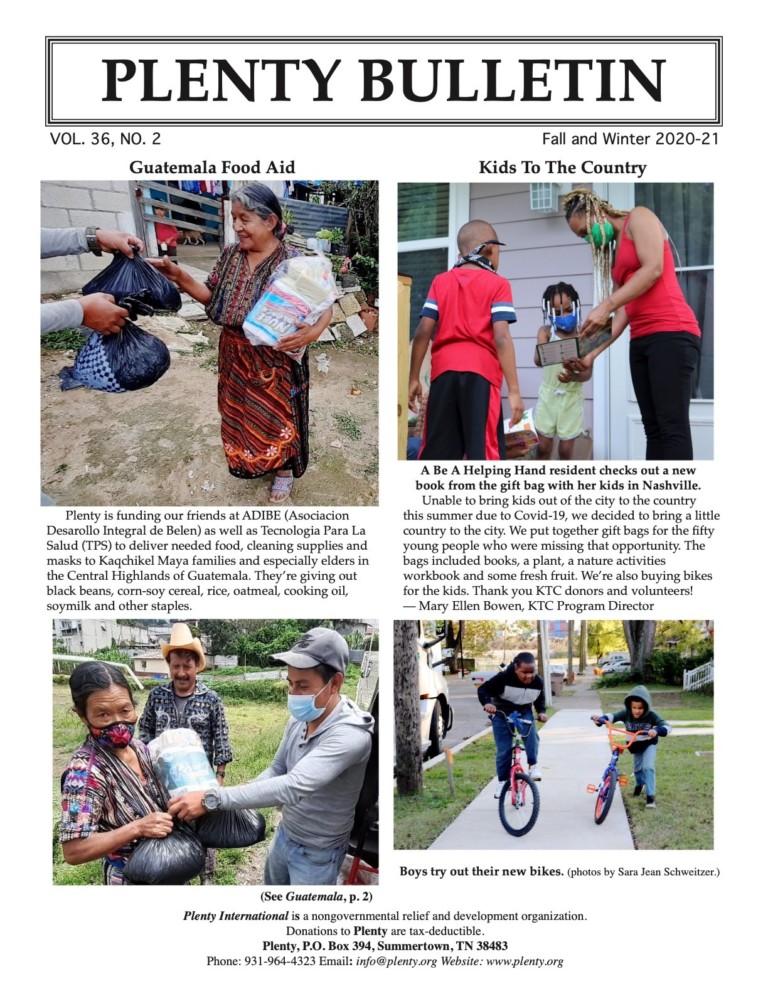 PLENTY BULLETIN
VOL. 36, NO. 2
Fall and Winter 2020-21
Guatemala Food Aid
Plenty is funding our friends at ADIBE (Asociacion
Desarollo Integral de Belen) as well as Tecnologia Para La
Salud (TPS) to deliver needed food, cleaning supplies and
masks to Kaqchikel Maya families and especially elders in
the Central Highlands of Guatemala. They're giving out
black beans, corn-soy cereal, rice, oatmeal, cooking oil,
soymilk and other staples.
(See Guatemala, p. 2)
Kids To The Country
A Be A Helping Hand resident checks out a new
book from the gift bag with her kids in Nashville.
Unable to bring kids out of the city to the country
this summer due to Covid-19, we decided to bring a little
country to the city. We put together gift bags for the fifty
young people who were missing that opportunity. The
bags included books, a plant, a nature activities
workbook and some fresh fruit. We're also buying bikes
for the kids. Thank you KTC donors and volunteers!
— Mary Ellen Bowen, KTC Program Director
Boys try out their new bikes. (photos by Sara Jean Schweitzer.)
Plenty International is a nongovernmental relief and development organization.
Donations to Plenty are tax-deductible.
Plenty, P.O. Box 394, Summertown, TN 38483
Phone: 931-964-4323 Email: info@plenty.org Website: www.plenty.org